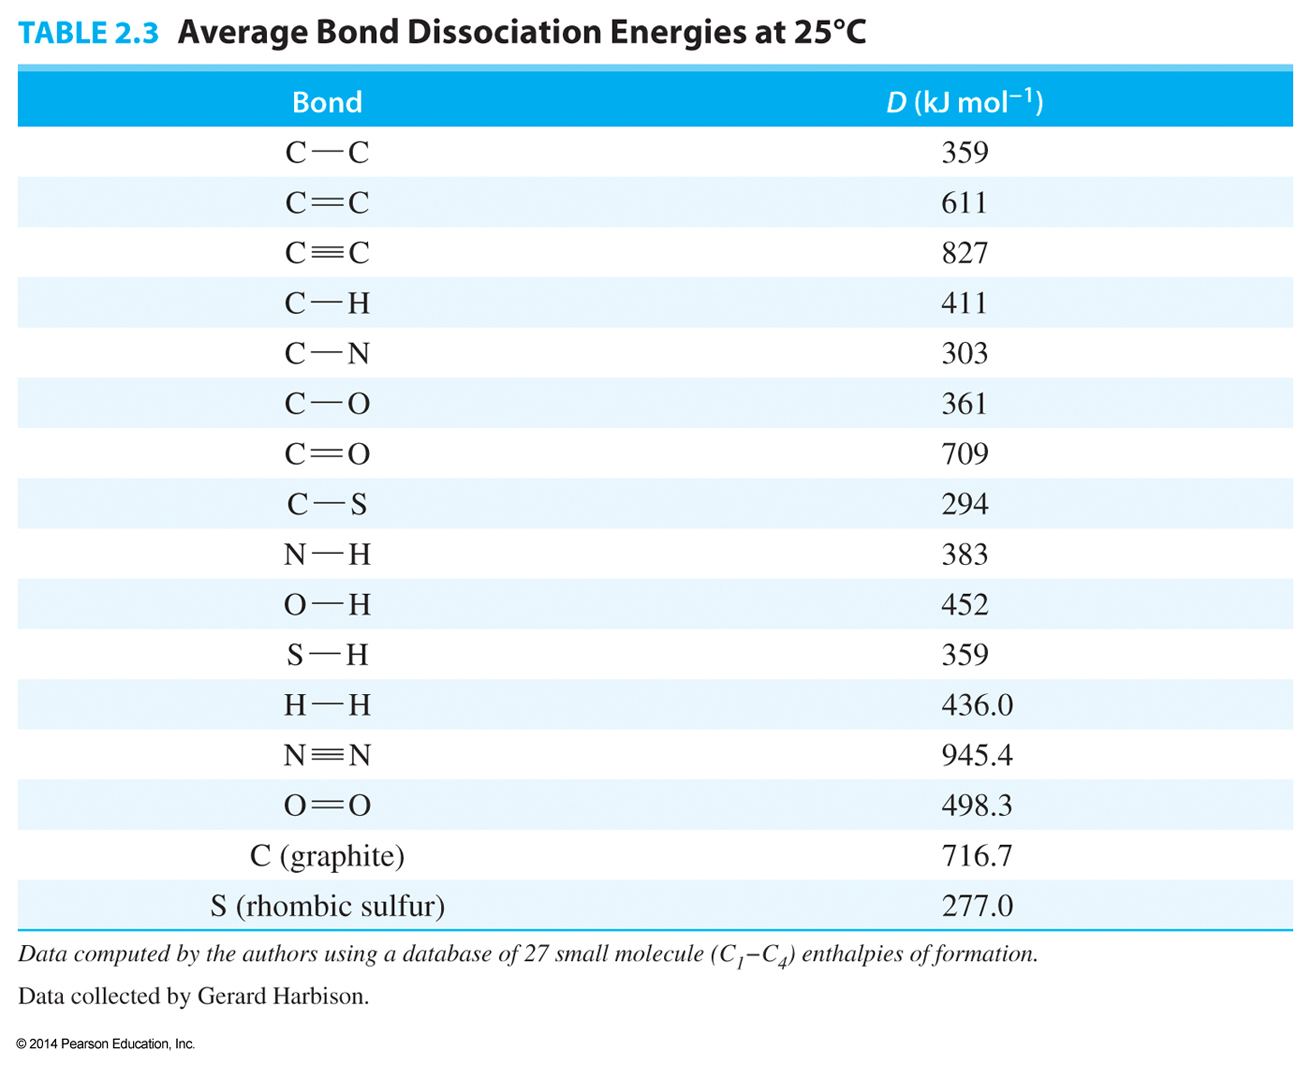 TABLE 2.3 Average Bond Dissociation Energies at 25°C
Bond D (kJ mol⁻¹)
C—C 359
C=C 611
C≡C 827
C—H 411
C—N 303
C—O 361
C=O 709
C—S 294
N—H 383
O—H 452
S—H 359
H—H 436.0
N≡N 945.4
O=O 498.3
C (graphite) 716.7
S (rhombic sulfur) 277.0
Data computed by the authors using a database of 27 small molecule (C₁–C₄) enthalpies of formation.
Data collected by Gerard Harbison.
© 2014 Pearson Education, Inc.